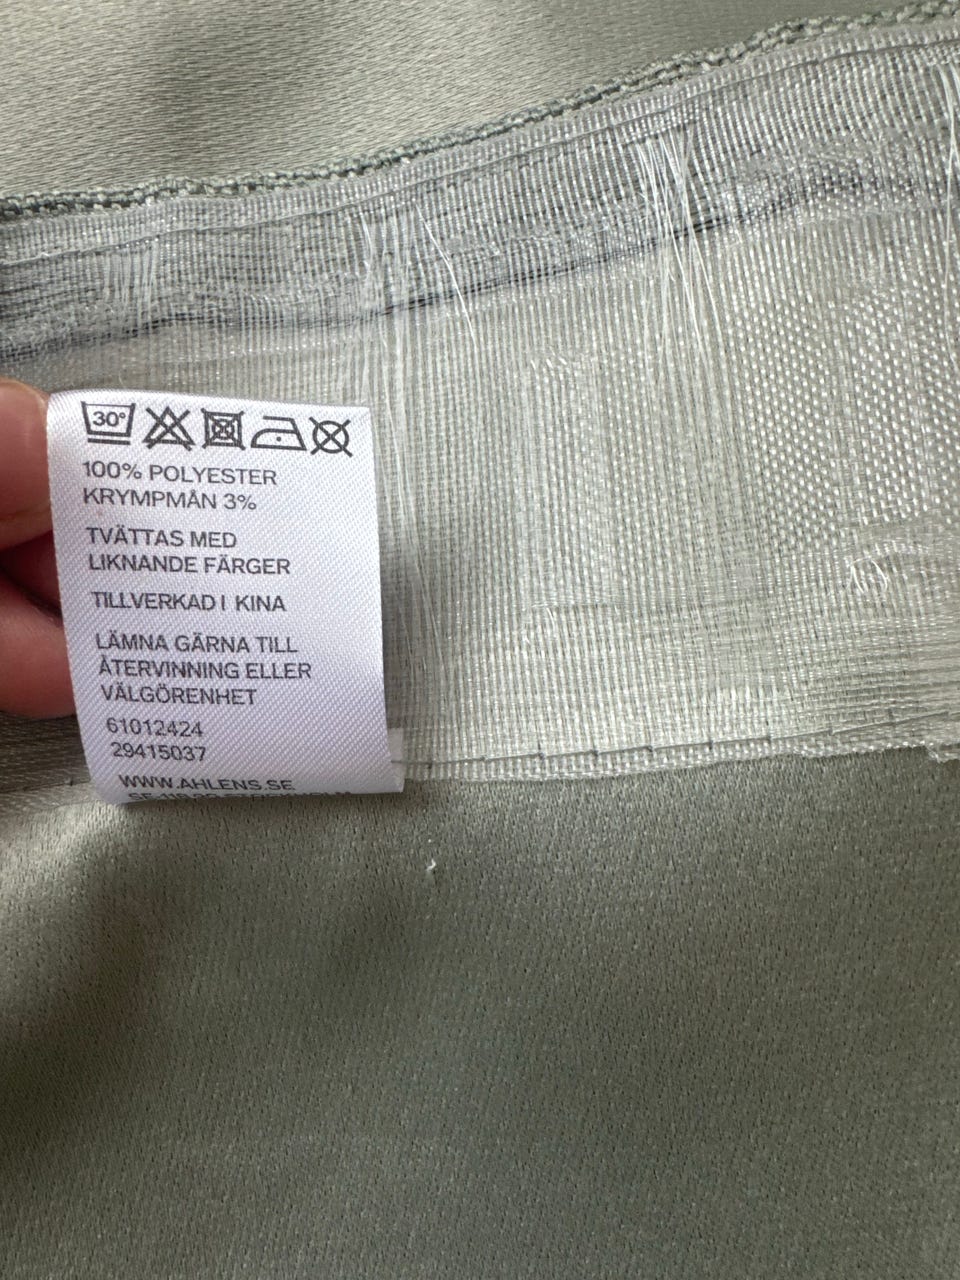 30°
100% POLYESTER
KRYMPMÅN 3%
TVÄTTAS MED
LIKNANDE FÄRGER
TILLVERKAD I KINA
LÄMNA GÄRNA TILL
ÅTERVINNING ELLER
VÄLGÖRENHET
61012424
29415037
WWW.AHLENS.SE